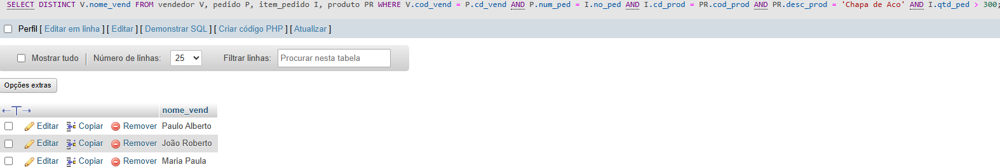 SELECT DISTINCT V.nome_vend FROM vendedor V, pedido P, item_pedido I, produto PR WHERE V.cod_vend = P.cd_vend AND P.num_ped = I.no_ped AND I.cd_prod = PR.cod_prod AND PR.desc_prod = 'Chapa de Aco' AND I.qtd_ped > 300;
Perfil [ Editar em linha ] [ Editar ] [ Demonstrar SQL ] [ Criar código PHP ] [ Atualizar ]
Mostrar tudo | Número de linhas: 25 Filtrar linhas: Procurar nesta tabela
Opções extras
←T→ nome_vend
Editar Copiar Remover Paulo Alberto
Editar Copiar Remover João Roberto
Editar Copiar Remover Maria Paula